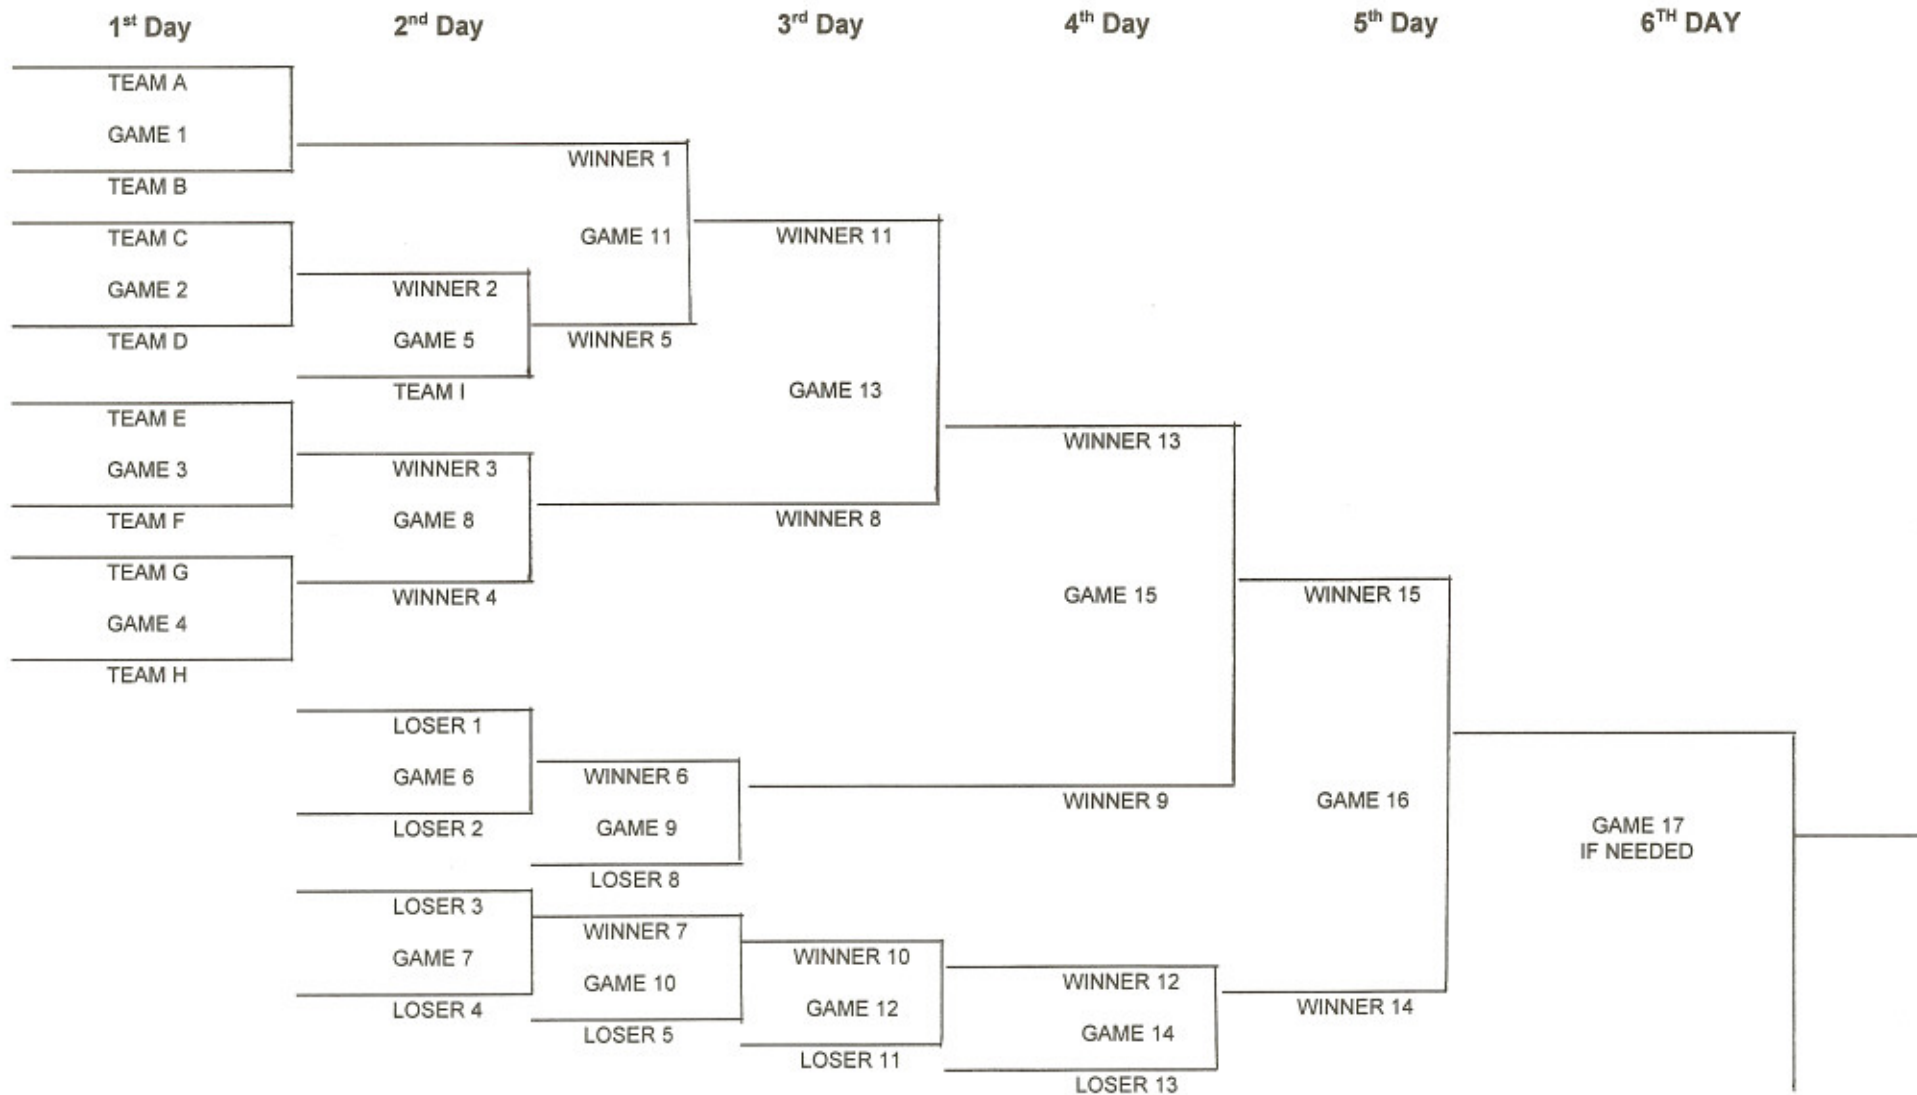 1st Day
2nd Day
3rd Day
4th Day
5th Day
6TH DAY
TEAM A
GAME 1
TEAM B
TEAM C
GAME 2
TEAM D
TEAM E
GAME 3
TEAM F
TEAM G
GAME 4
TEAM H
WINNER 2
GAME 5
TEAM I
WINNER 3
GAME 8
WINNER 4
LOSER 1
GAME 6
LOSER 2
LOSER 3
GAME 7
LOSER 4
WINNER 1
GAME 11
WINNER 5
WINNER 6
GAME 9
LOSER 8
WINNER 7
GAME 10
LOSER 5
WINNER 11
GAME 13
WINNER 8
WINNER 10
GAME 12
LOSER 11
WINNER 13
GAME 15
WINNER 9
WINNER 12
GAME 14
LOSER 13
WINNER 15
GAME 16
WINNER 14
GAME 17
IF NEEDED